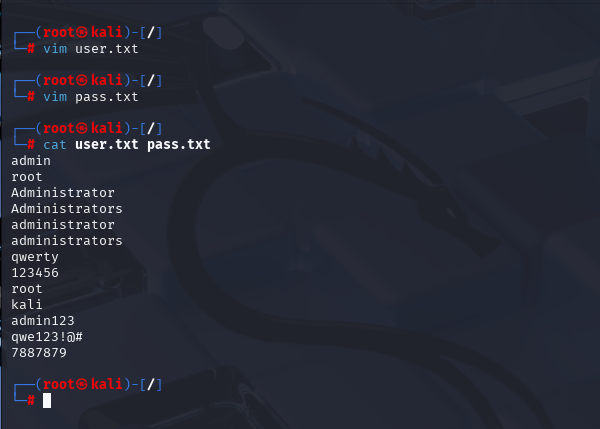 ┌──(root㉿kali)-[/]
└─# vim user.txt
┌──(root㉿kali)-[/]
└─# vim pass.txt
┌──(root㉿kali)-[/]
└─# cat user.txt pass.txt
admin
root
Administrator
Administrators
administrator
administrators
qwerty
123456
root
kali
admin123
qwe123!@#
7887879
┌──(root㉿kali)-[/]
└─#